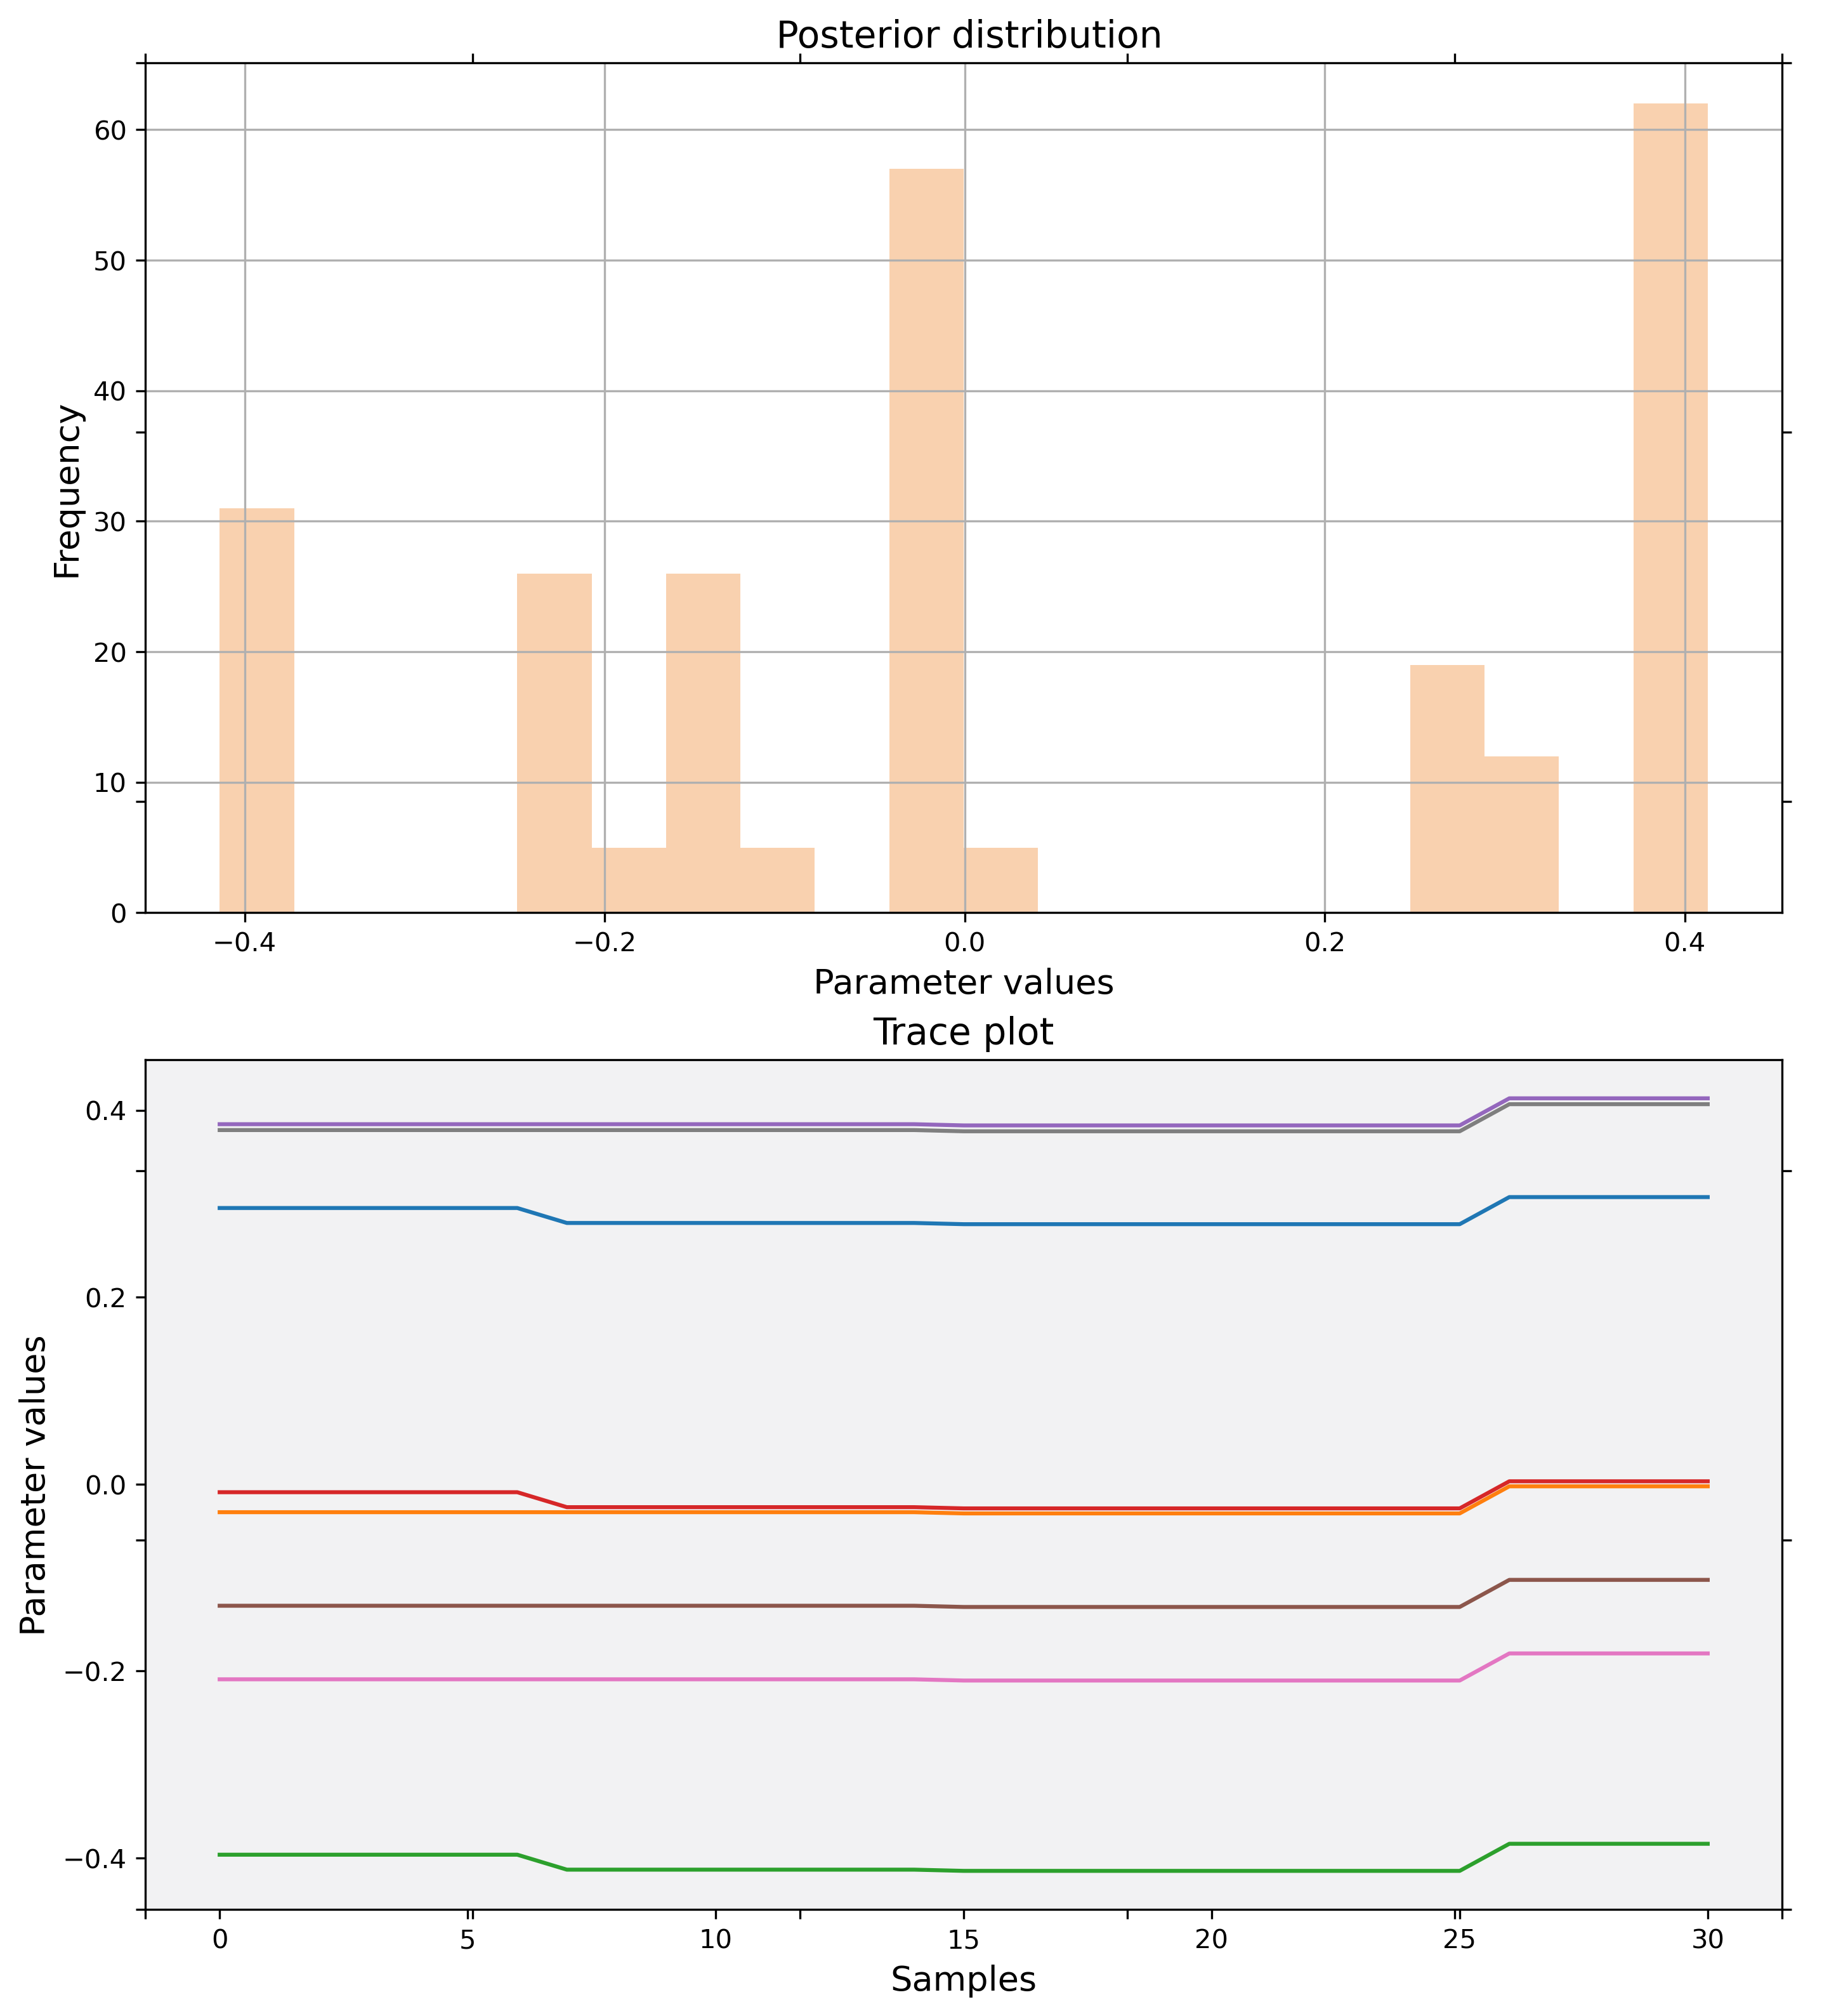 Posterior distribution
60
50
40
30
20
10
0
Frequency
−0.4 −0.2 0.0 0.2 0.4
Parameter values
Trace plot
0.4
0.2
0.0
−0.2
−0.4
Parameter values
0 5 10 15 20 25 30
Samples